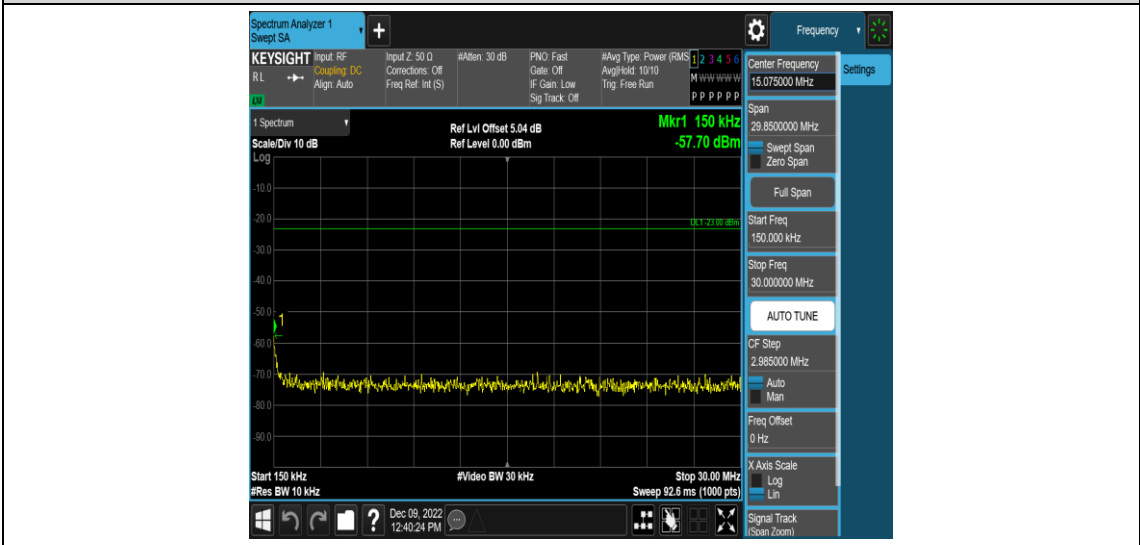 Spectrum Analyzer 1
Swept SA
+
Frequency
KEYSIGHT
RL
LXI
Input: RF
Coupling: DC
Align: Auto
Input Z: 50 Ω
Corrections: Off
Freq Ref: Int (S)
#Atten: 30 dB
PNO: Fast
Gate: Off
IF Gain: Low
Sig Track: Off
#Avg Type: Power (RMS
Avg|Hold: 10/10
Trig: Free Run
1 2 3 4 5 6
M W W W W W
P P P P P P
1 Spectrum
Scale/Div 10 dB
Ref Lvl Offset 5.04 dB
Ref Level 0.00 dBm
Mkr1 150 kHz
-57.70 dBm
Log
-10.0
-20.0
DL1 -23.00 dBm
-30.0
-40.0
-50.0
1
-60.0
-70.0
-80.0
-90.0
Start 150 kHz
#Video BW 30 kHz
Stop 30.00 MHz
#Res BW 10 kHz
Sweep 92.6 ms (1000 pts)
Center Frequency
15.075000 MHz
Settings
Span
29.8500000 MHz
Swept Span
Zero Span
Full Span
Start Freq
150.000 kHz
Stop Freq
30.000000 MHz
AUTO TUNE
CF Step
2.985000 MHz
Auto
Man
Freq Offset
0 Hz
X Axis Scale
Log
Lin
Signal Track
(Span Zoom)
?
Dec 09, 2022
12:40:24 PM